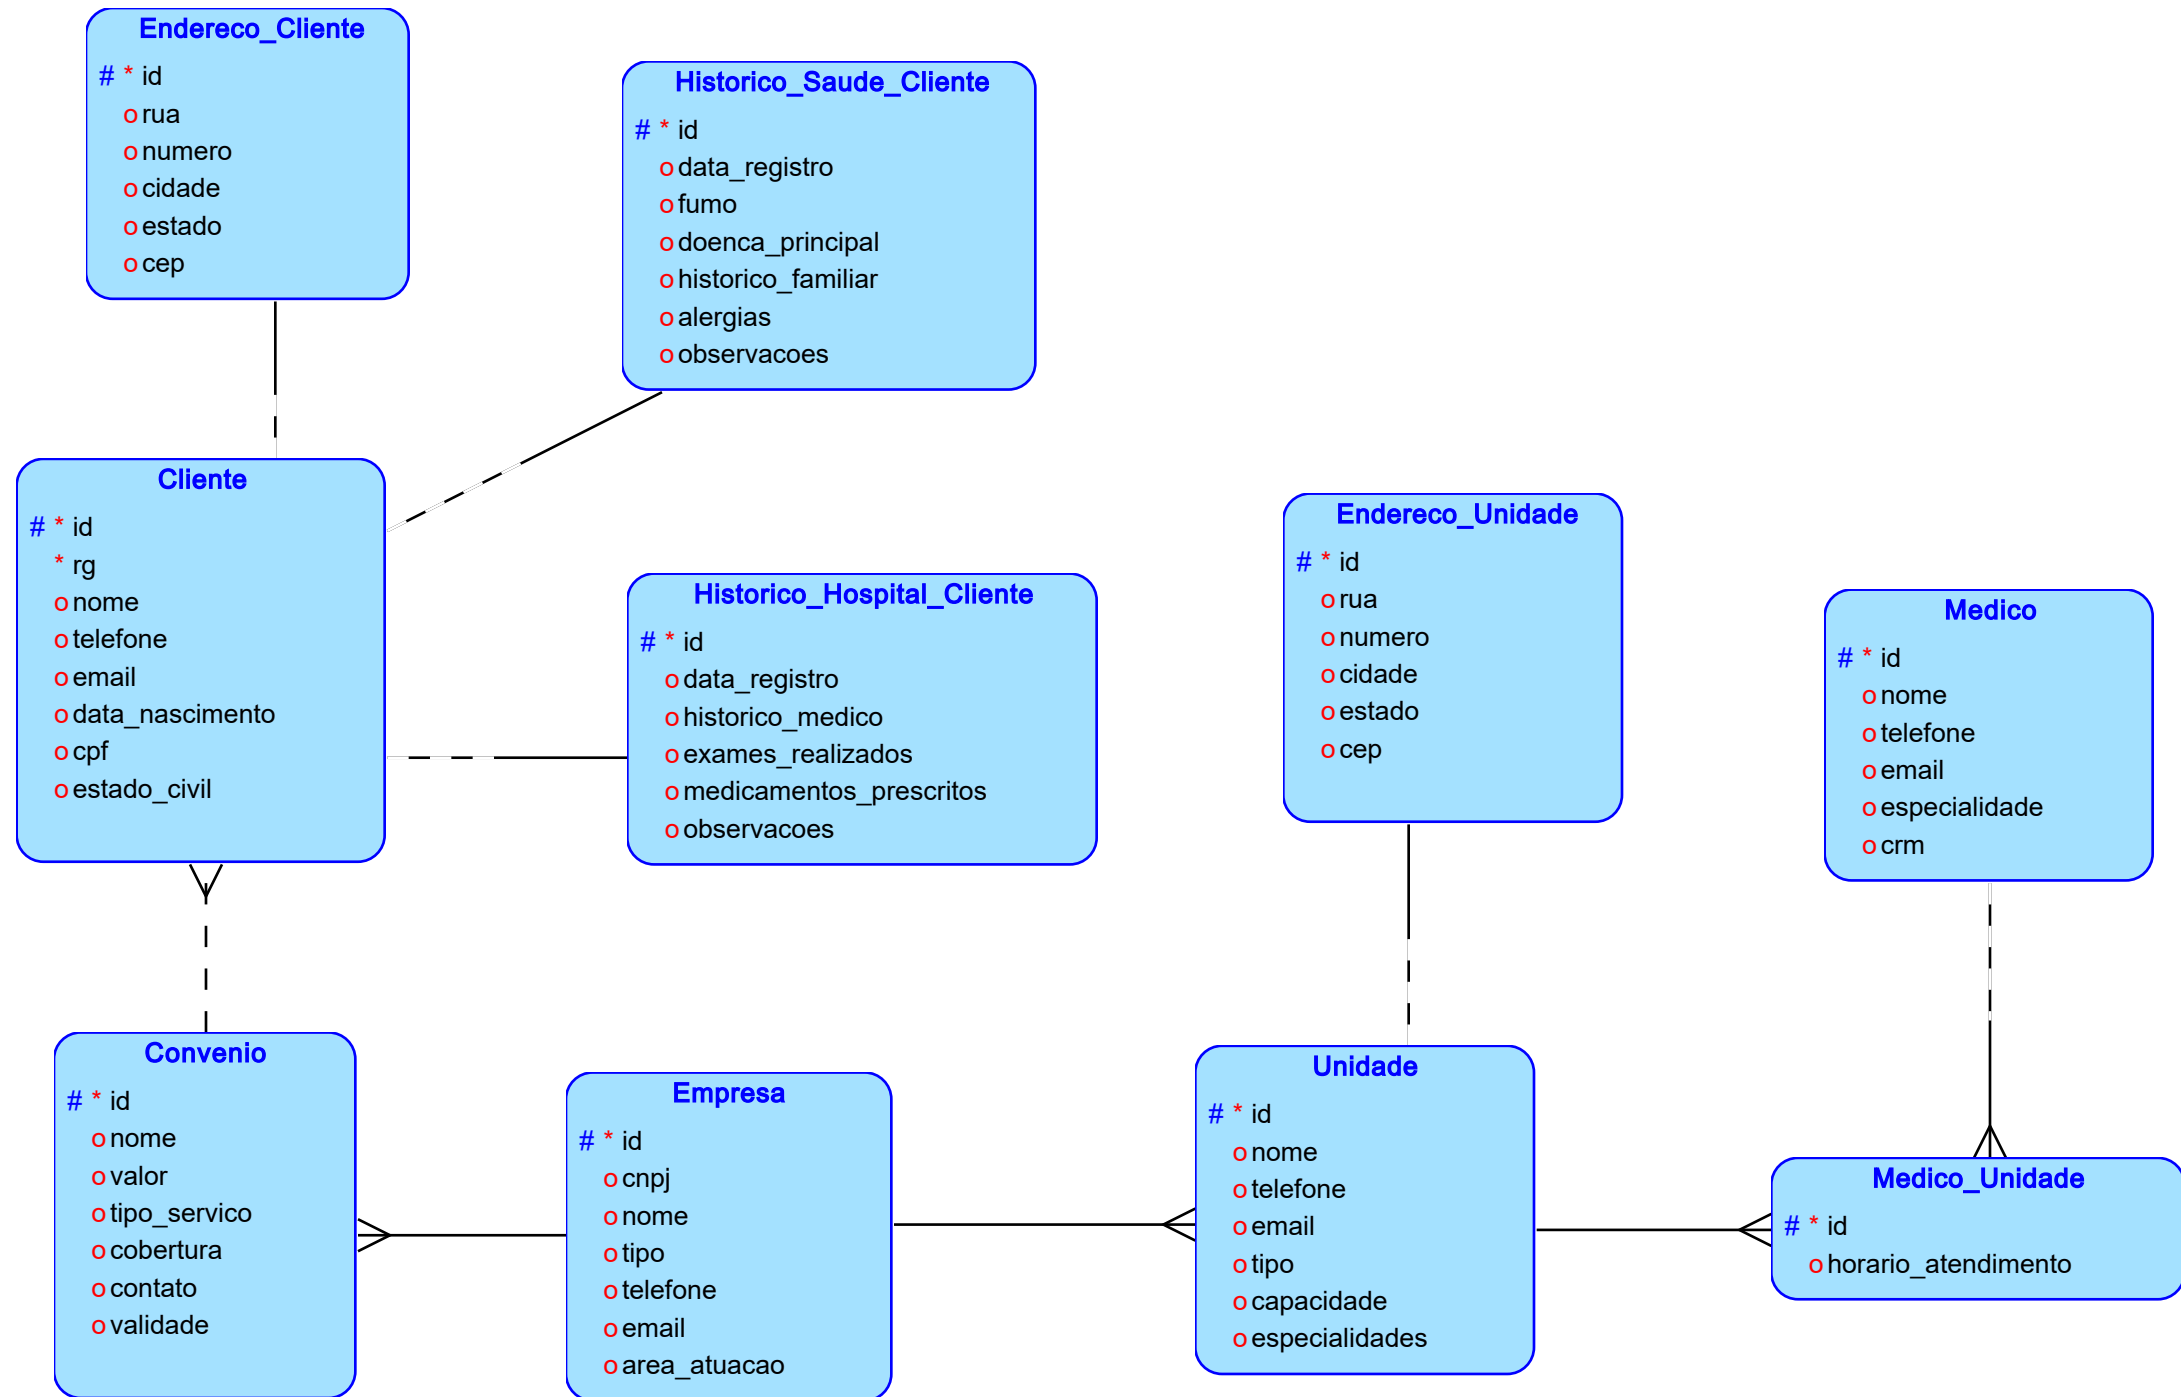 Endereco_Cliente
# * id
o rua
o numero
o cidade
o estado
o cep
Historico_Saude_Cliente
# * id
o data_registro
o fumo
o doenca_principal
o historico_familiar
o alergias
o observacoes
Cliente
# * id
* rg
o nome
o telefone
o email
o data_nascimento
o cpf
o estado_civil
Historico_Hospital_Cliente
# * id
o data_registro
o historico_medico
o exames_realizados
o medicamentos_prescritos
o observacoes
Endereco_Unidade
# * id
o rua
o numero
o cidade
o estado
o cep
Medico
# * id
o nome
o telefone
o email
o especialidade
o crm
Convenio
# * id
o nome
o valor
o tipo_servico
o cobertura
o contato
o validade
Empresa
# * id
o cnpj
o nome
o tipo
o telefone
o email
o area_atuacao
Unidade
# * id
o nome
o telefone
o email
o tipo
o capacidade
o especialidades
Medico_Unidade
# * id
o horario_atendimento